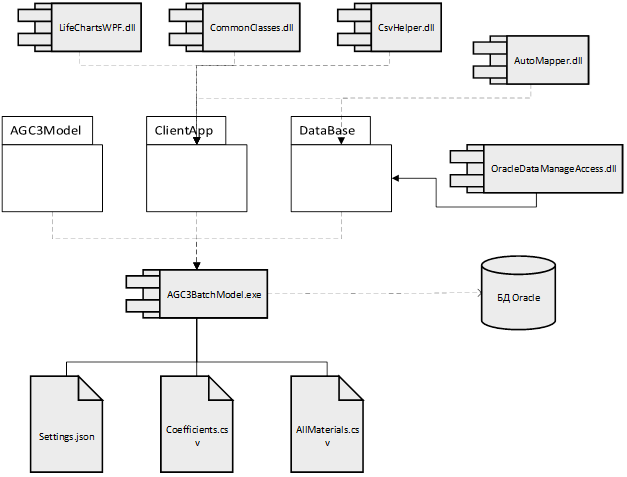 LifeChartsWPF.dll
CommonClasses.dll
CsvHelper.dll
AutoMapper.dll
AGC3Model
ClientApp
DataBase
OracleDataManageAccess.dll
AGC3BatchModel.exe
БД Oracle
Settings.json
Coefficients.cs
v
AllMaterials.cs
v